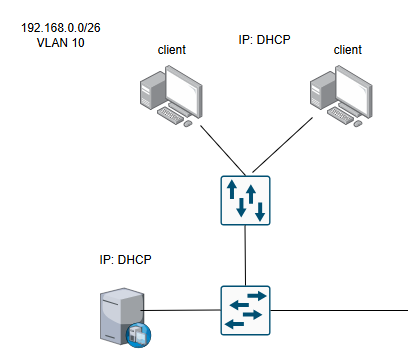 192.168.0.0/26
VLAN 10
client
IP: DHCP
client
IP: DHCP